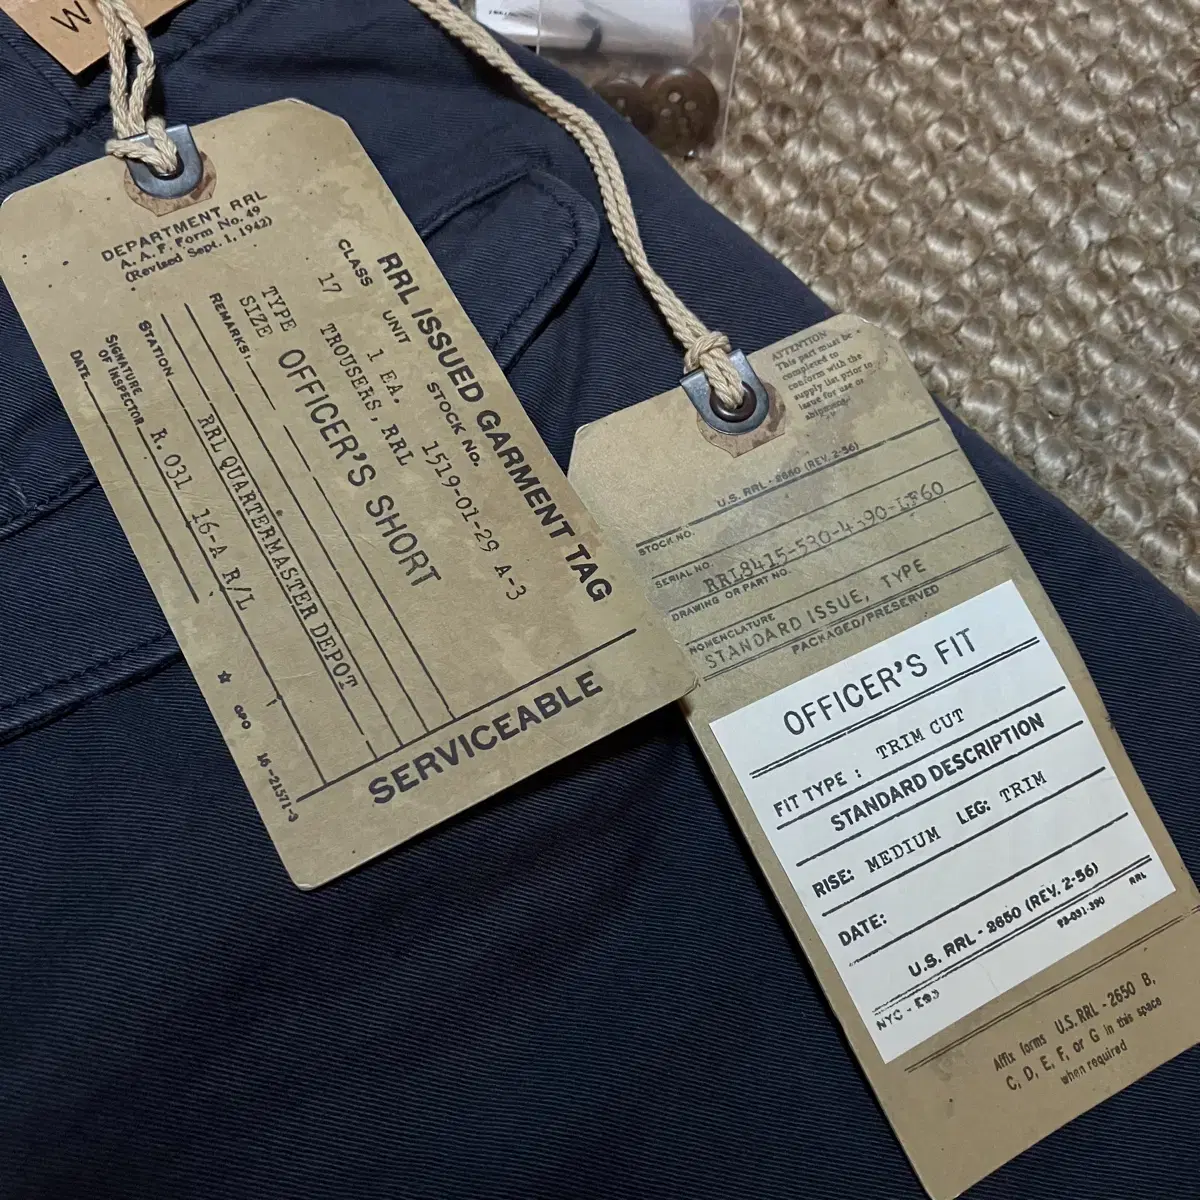 W
DEPARTMENT RRL
A. A. F. Form No. 49
(Revised Sept. 1, 1942)
RRL ISSUED GARMENT TAG
CLASS UNIT STOCK NO.
17 1 EA. 1519-01-29 A-3
TROUSERS, RRL
TYPE
SIZE OFFICER'S SHORT
REMARKS:
STATION RRL QUARTERMASTER DEPOT
SIGNATURE
OF INSPECTOR R. 031 16-A R/L
DATE
SERVICEABLE
GPO 16-21571-3
ATTENTION
This part must be
completed to
conform with the
supply list prior to
issue for use or
shipment.
U.S. RRL - 2650 (REV. 2-56)
STOCK NO.
SERIAL NO.
DRAWING OR PART NO.
NOMENCLATURE
STANDARD ISSUE, TYPE
PACKAGED/PRESERVED
OFFICER'S FIT
FIT TYPE: TRIM CUT
STANDARD DESCRIPTION
RISE: MEDIUM LEG: TRIM
DATE:
U.S. RRL - 2650 (REV. 2-56)
RRL
Affix forms U.S. RRL - 2650 B,
C, D, E, F, or G in this space
when required